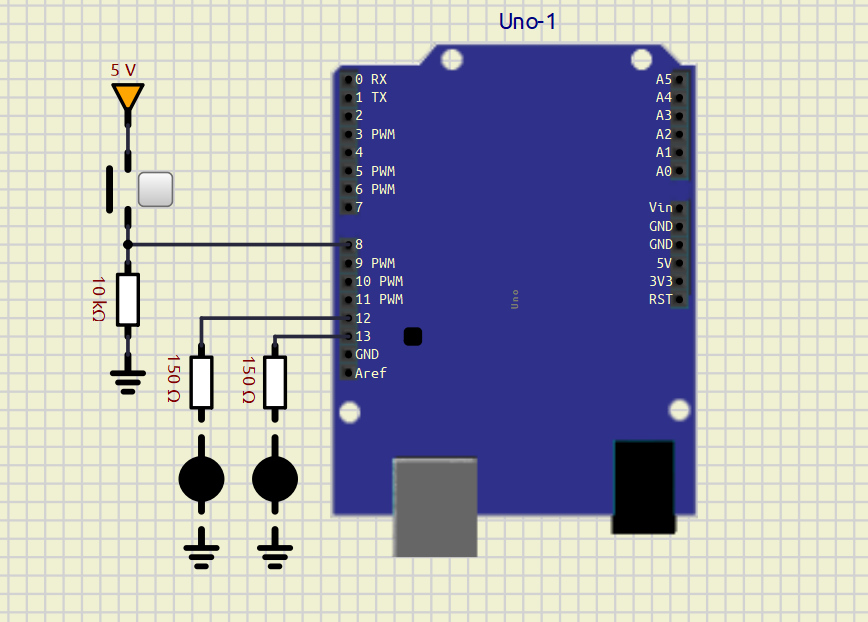 Uno-1
5 V
0 RX
1 TX
2
3 PWM
4
5 PWM
6 PWM
7
8
9 PWM
10 PWM
11 PWM
12
13
GND
Aref
A5
A4
A3
A2
A1
A0
Vin
GND
GND
5V
3V3
RST
Uno
10 kΩ
150 Ω
150 Ω